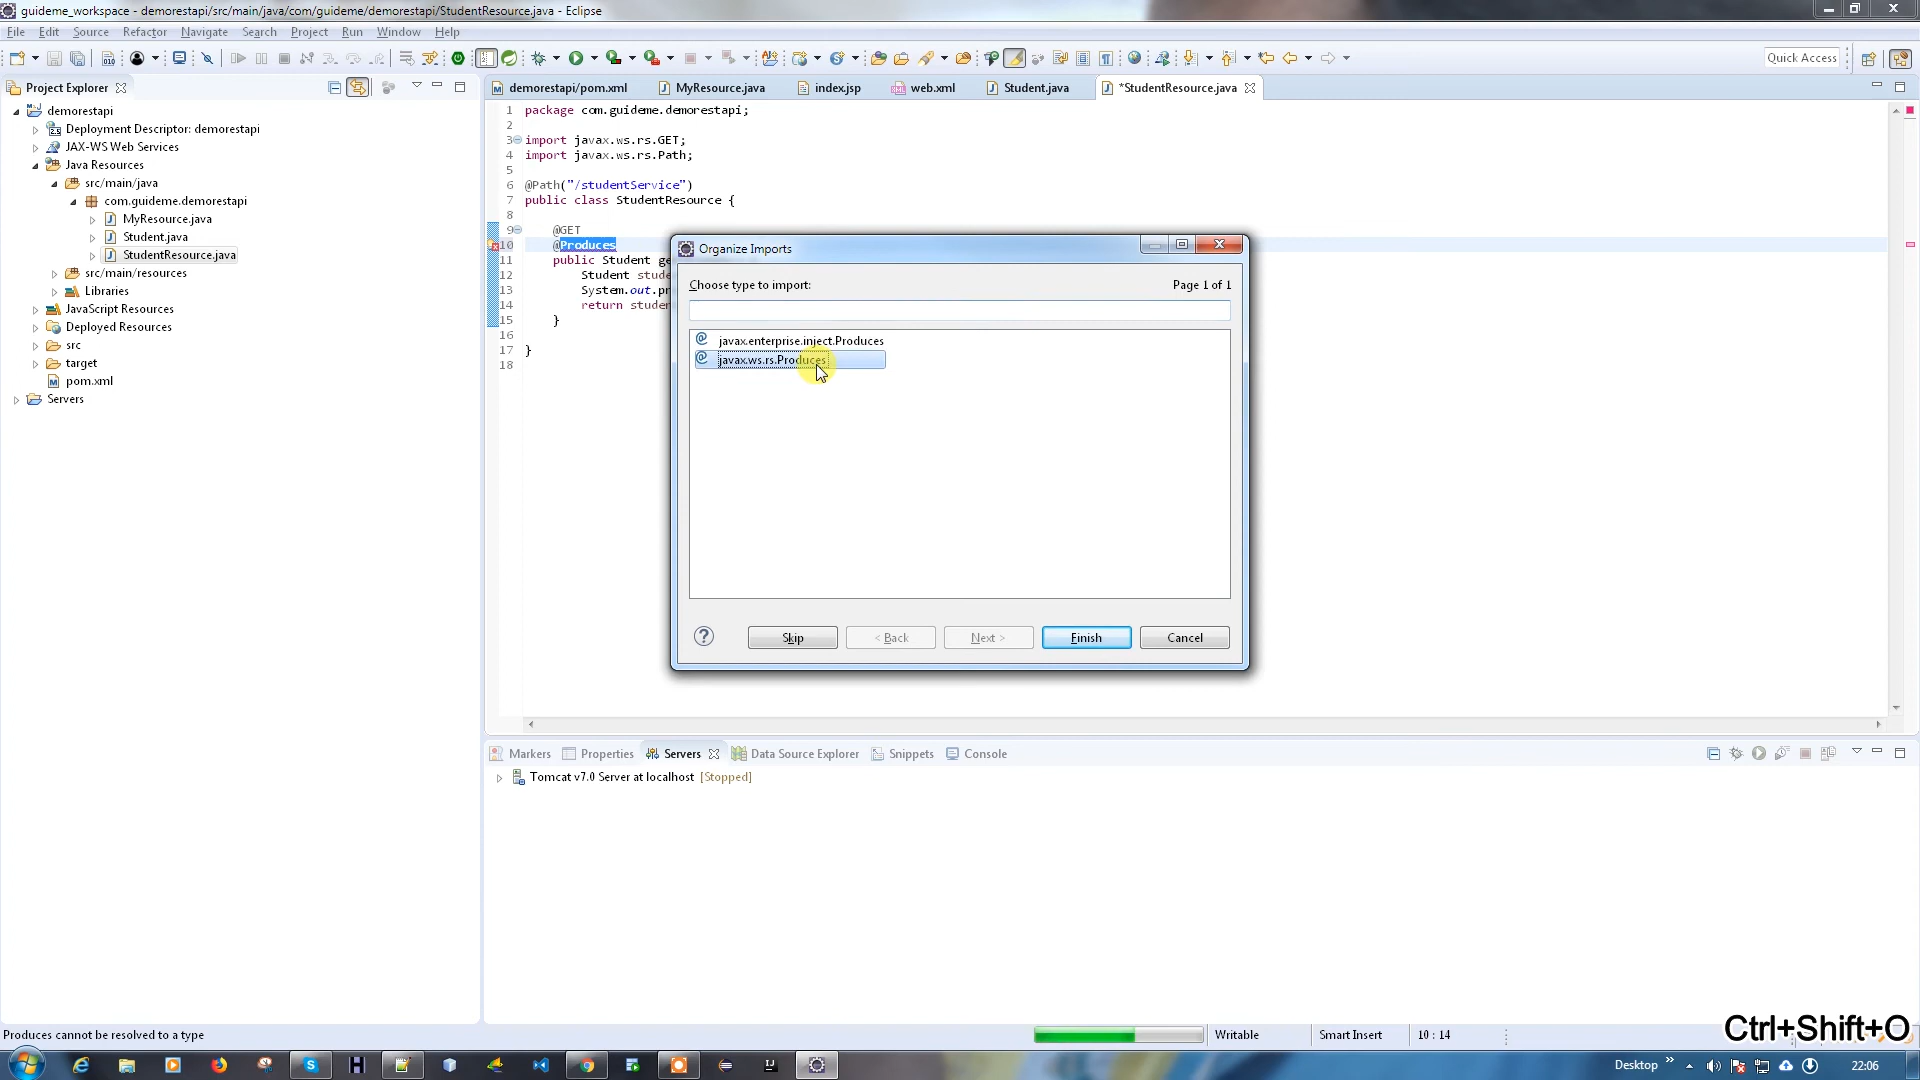 guideme_workspace - demorestapi/src/main/java/com/guideme/demorestapi/StudentResource.java - Eclipse
File Edit Source Refactor Navigate Search Project Run Window Help
Quick Access
Project Explorer
demorestapi/pom.xml MyResource.java index.jsp web.xml Student.java *StudentResource.java
demorestapi
Deployment Descriptor: demorestapi
JAX-WS Web Services
Java Resources
src/main/java
com.guideme.demorestapi
MyResource.java
Student.java
StudentResource.java
src/main/resources
Libraries
JavaScript Resources
Deployed Resources
src
target
pom.xml
Servers
1 package com.guideme.demorestapi;
2
3 import javax.ws.rs.GET;
4 import javax.ws.rs.Path;
5
6 @Path("/studentService")
7 public class StudentResource {
8
9 @GET
10 @Produces
11 public Student ge
12 Student stude
13 System.out.pr
14 return studen
15 }
16
17 }
18
Organize Imports
Choose type to import: Page 1 of 1
javax.enterprise.inject.Produces
javax.ws.rs.Produces
Skip < Back Next > Finish Cancel
Markers Properties Servers Data Source Explorer Snippets Console
Tomcat v7.0 Server at localhost [Stopped]
Produces cannot be resolved to a type Writable Smart Insert 10 : 14
Ctrl+Shift+O
Desktop 22:06